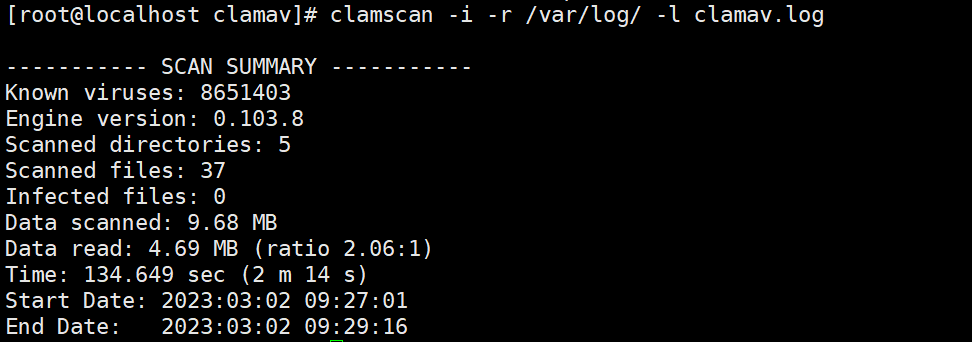 [root@localhost clamav]# clamscan -i -r /var/log/ -l clamav.log
----------- SCAN SUMMARY -----------
Known viruses: 8651403
Engine version: 0.103.8
Scanned directories: 5
Scanned files: 37
Infected files: 0
Data scanned: 9.68 MB
Data read: 4.69 MB (ratio 2.06:1)
Time: 134.649 sec (2 m 14 s)
Start Date: 2023:03:02 09:27:01
End Date:   2023:03:02 09:29:16